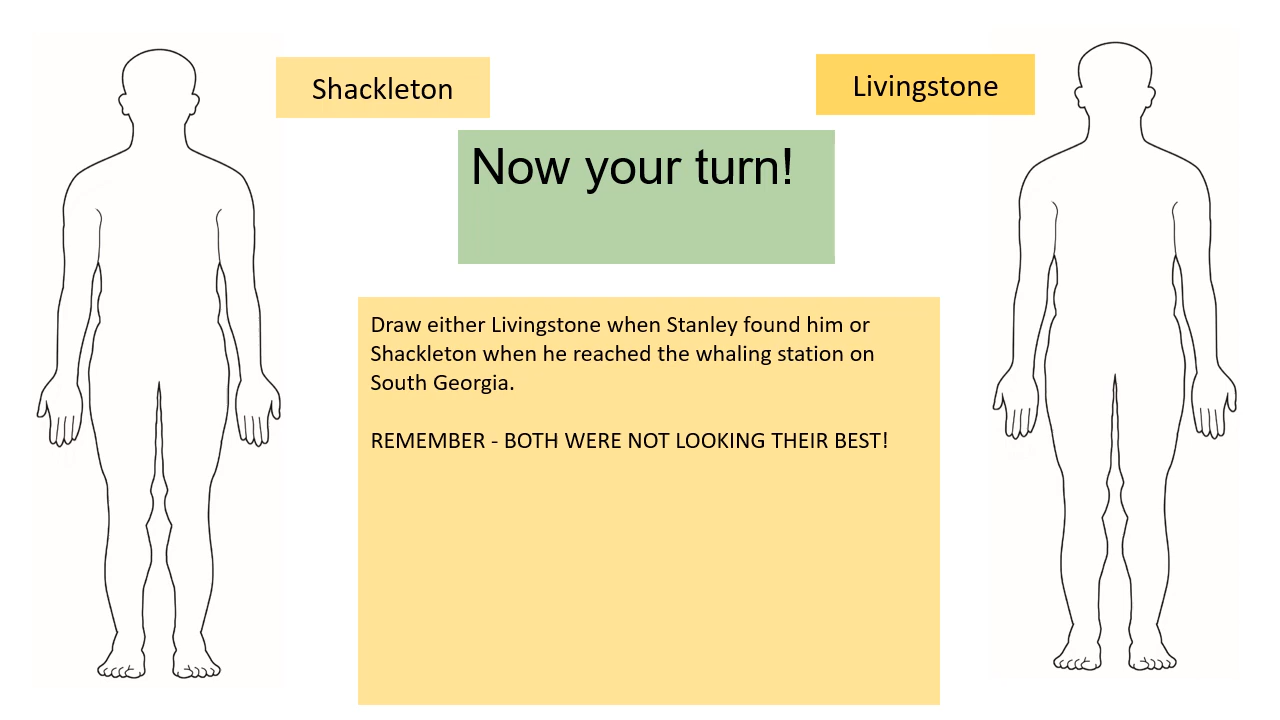 Shackleton
Livingstone
Now your turn!
Draw either Livingstone when Stanley found him or
Shackleton when he reached the whaling station on
South Georgia.
REMEMBER - BOTH WERE NOT LOOKING THEIR BEST!